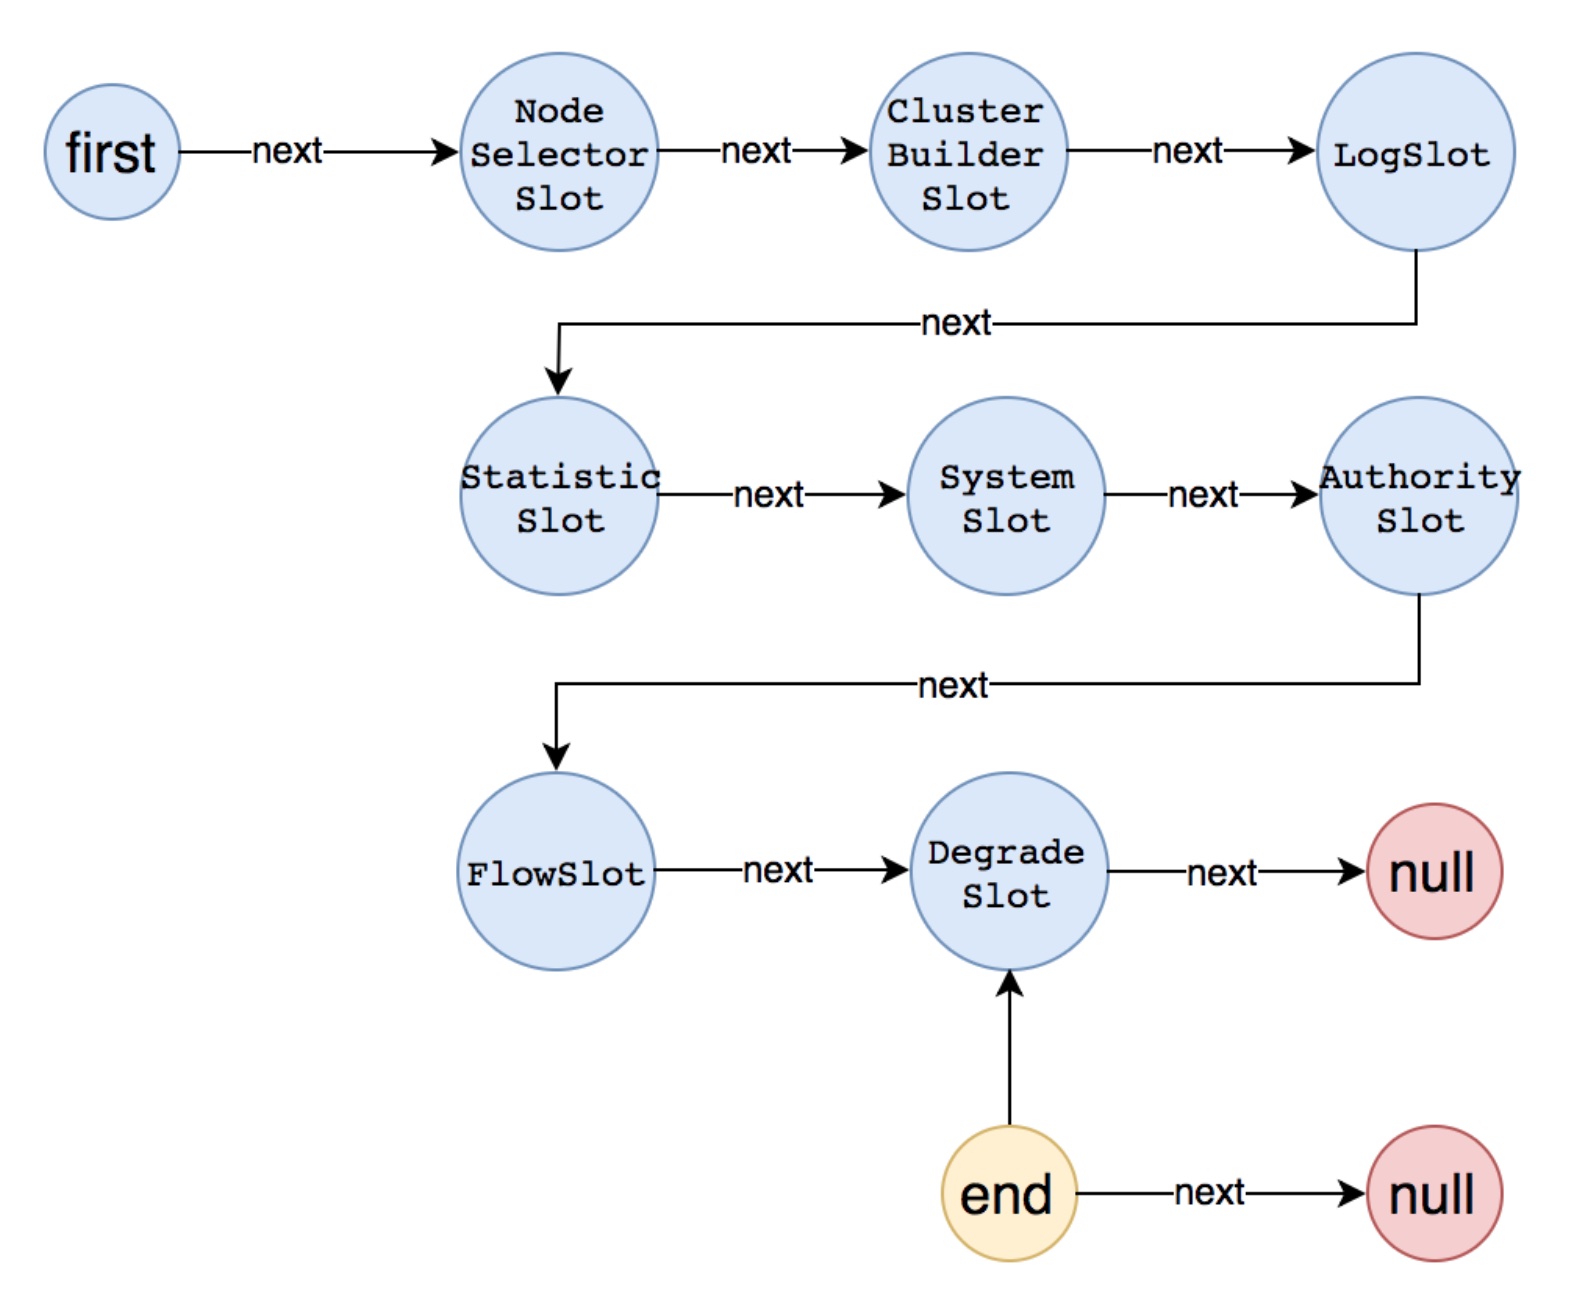 first
next
Node
Selector
Slot
next
Cluster
Builder
Slot
next
LogSlot
next
Statistic
Slot
next
System
Slot
next
Authority
Slot
next
FlowSlot
next
Degrade
Slot
next
null
end
next
null